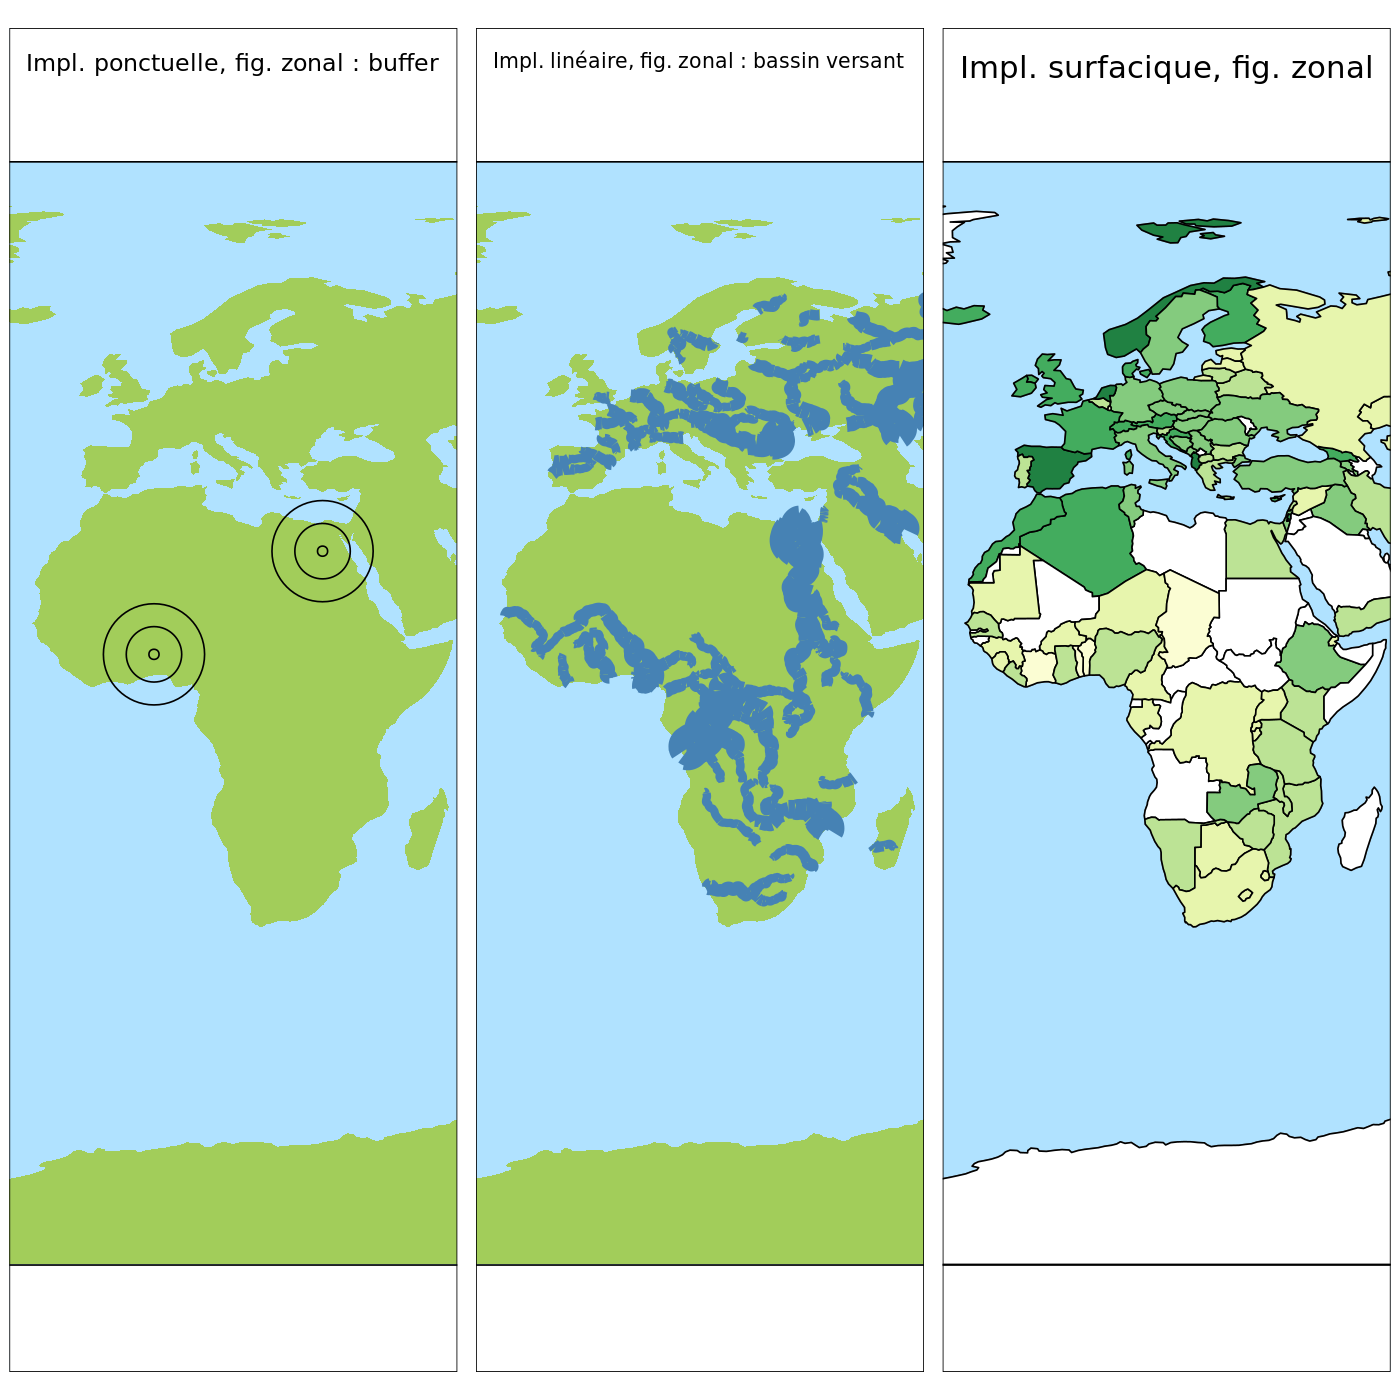 Impl. ponctuelle, fig. zonal : buffer
Impl. linéaire, fig. zonal : bassin versant
Impl. surfacique, fig. zonal